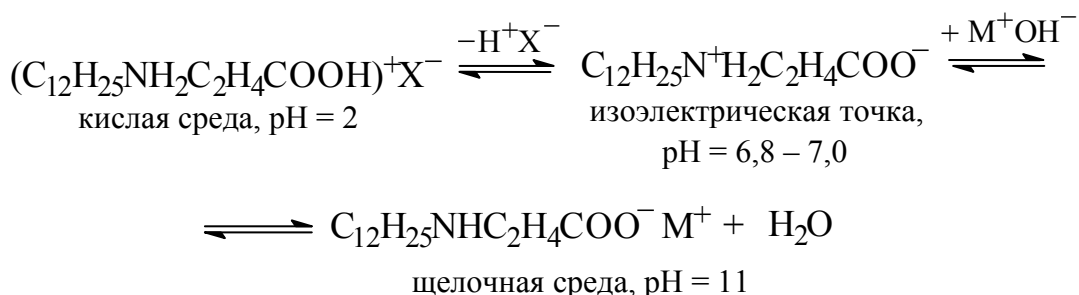 (C₁₂H₂₅NH₂C₂H₄COOH)⁺X⁻ −H⁺X⁻ ⇌ C₁₂H₂₅N⁺H₂C₂H₄COO⁻ + M⁺OH⁻ ⇌
кислая среда, pH = 2
изоэлектрическая точка,
pH = 6,8 – 7,0
⇌ C₁₂H₂₅NHC₂H₄COO⁻ M⁺ + H₂O
щелочная среда, pH = 11